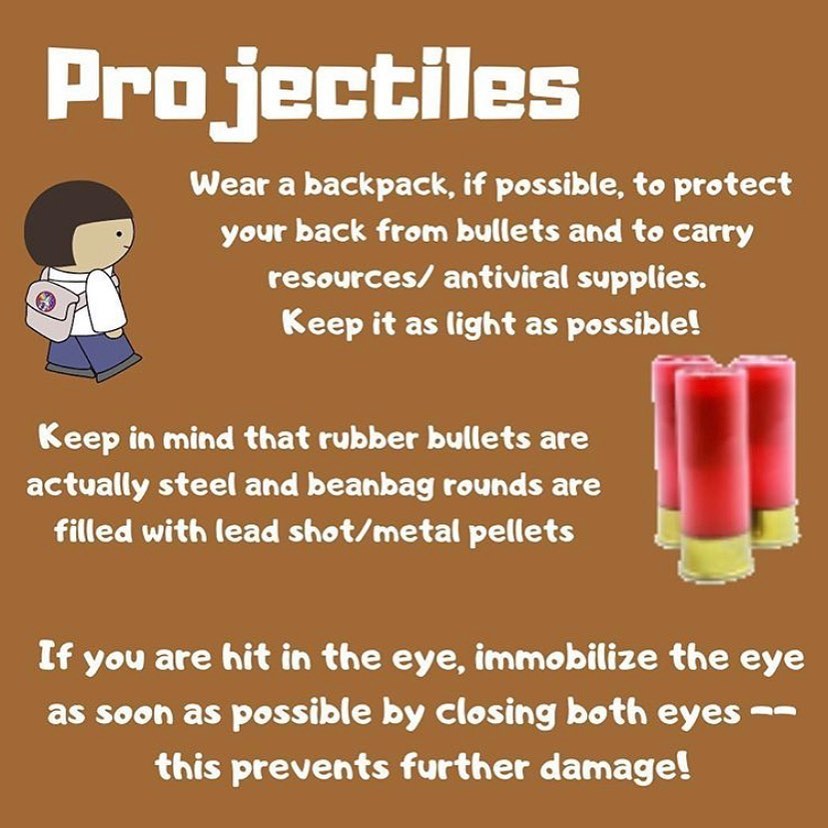 Projectiles
Wear a backpack, if possible, to protect
your back from bullets and to carry
resources/ antiviral supplies.
Keep it as light as possible!
Keep in mind that rubber bullets are
actually steel and beanbag rounds are
filled with lead shot/metal pellets
If you are hit in the eye, immobilize the eye
as soon as possible by closing both eyes --
this prevents further damage!